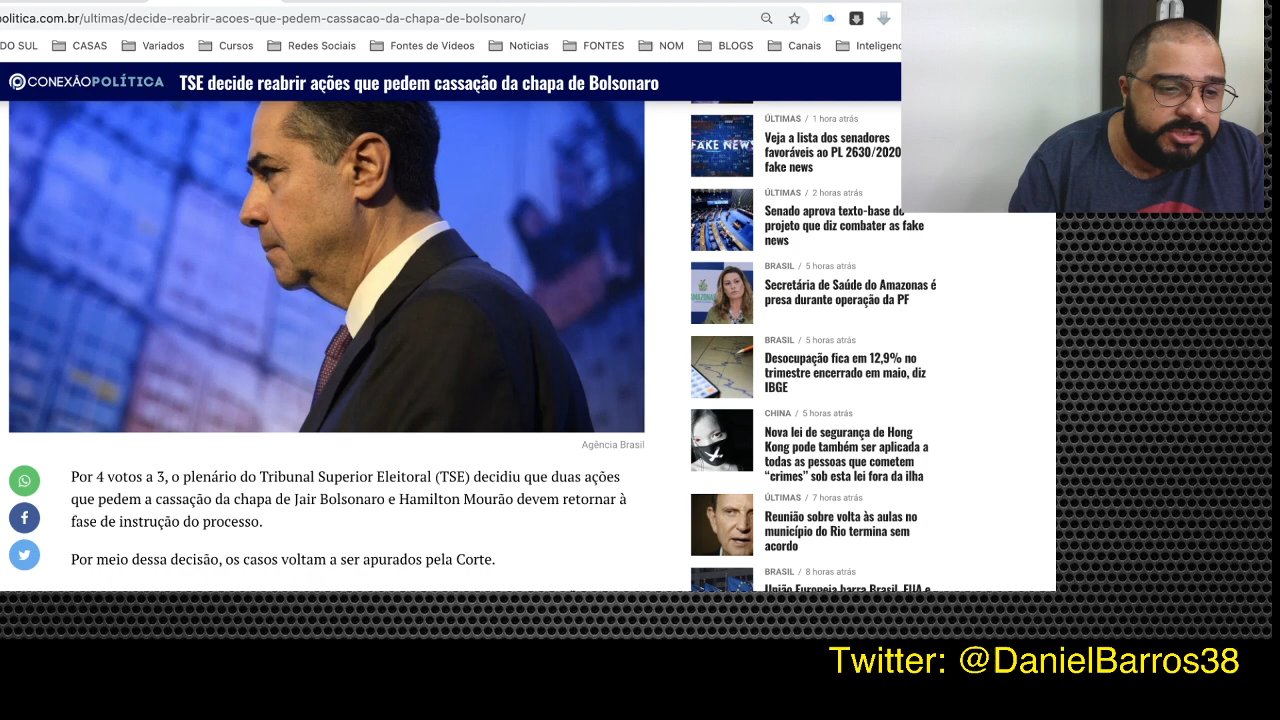 olitica.com.br/ultimas/decide-reabrir-acoes-que-pedem-cassacao-da-chapa-de-bolsonaro/
DO SUL CASAS Variados Cursos Redes Sociais Fontes de Videos Noticias FONTES NOM BLOGS Canais
CONEXÃOPOLÍTICA TSE decide reabrir ações que pedem cassação da chapa de Bolsonaro
Agência Brasil
Por 4 votos a 3, o plenário do Tribunal Superior Eleitoral (TSE) decidiu que duas ações
que pedem a cassação da chapa de Jair Bolsonaro e Hamilton Mourão devem retornar à
fase de instrução do processo.
Por meio dessa decisão, os casos voltam a ser apurados pela Corte.
ÚLTIMAS / 1 hora atrás
FAKE NEWS
Veja a lista dos senadores
favoráveis ao PL 2630/2020
fake news
ÚLTIMAS / 2 horas atrás
Senado aprova texto-base do
projeto que diz combater as fake
news
BRASIL / 5 horas atrás
Secretária de Saúde do Amazonas é
presa durante operação da PF
BRASIL / 5 horas atrás
Desocupação fica em 12,9% no
trimestre encerrado em maio, diz
IBGE
CHINA / 5 horas atrás
Nova lei de segurança de Hong
Kong pode também ser aplicada a
todas as pessoas que cometem
“crimes” sob esta lei fora da ilha
ÚLTIMAS / 7 horas atrás
Reunião sobre volta às aulas no
município do Rio termina sem
acordo
BRASIL / 8 horas atrás
União Europeia barra Brasil, EUA e
Twitter: @DanielBarros38